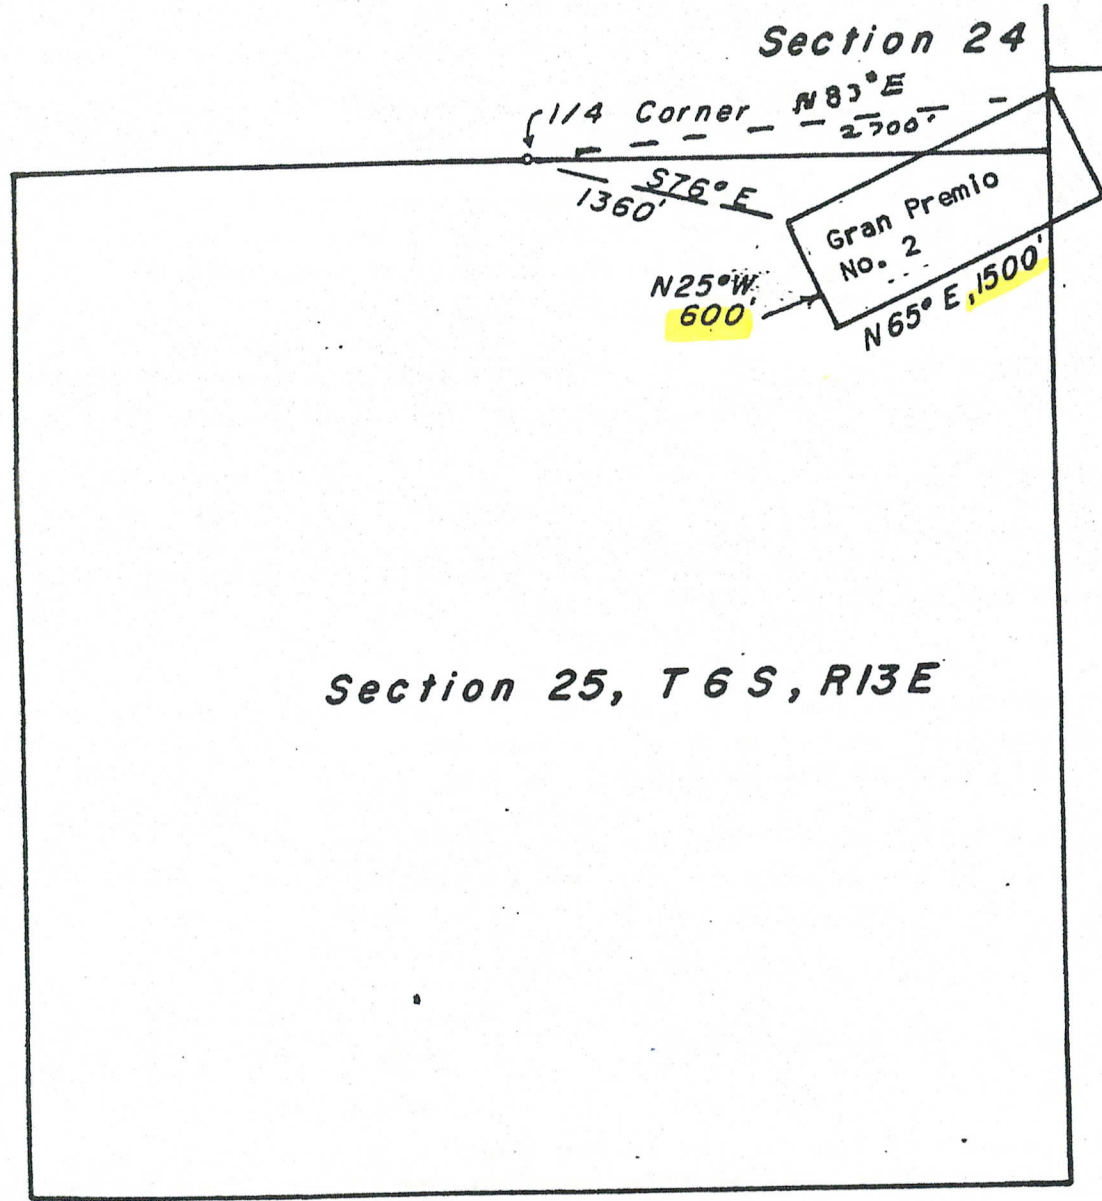 Section 24
1/4 Corner N83°E
2700'
S76°E
1360'
Gran Premio
No. 2
N25°W,
600'
N65°E, 1500'
Section 25, T6S, R13E